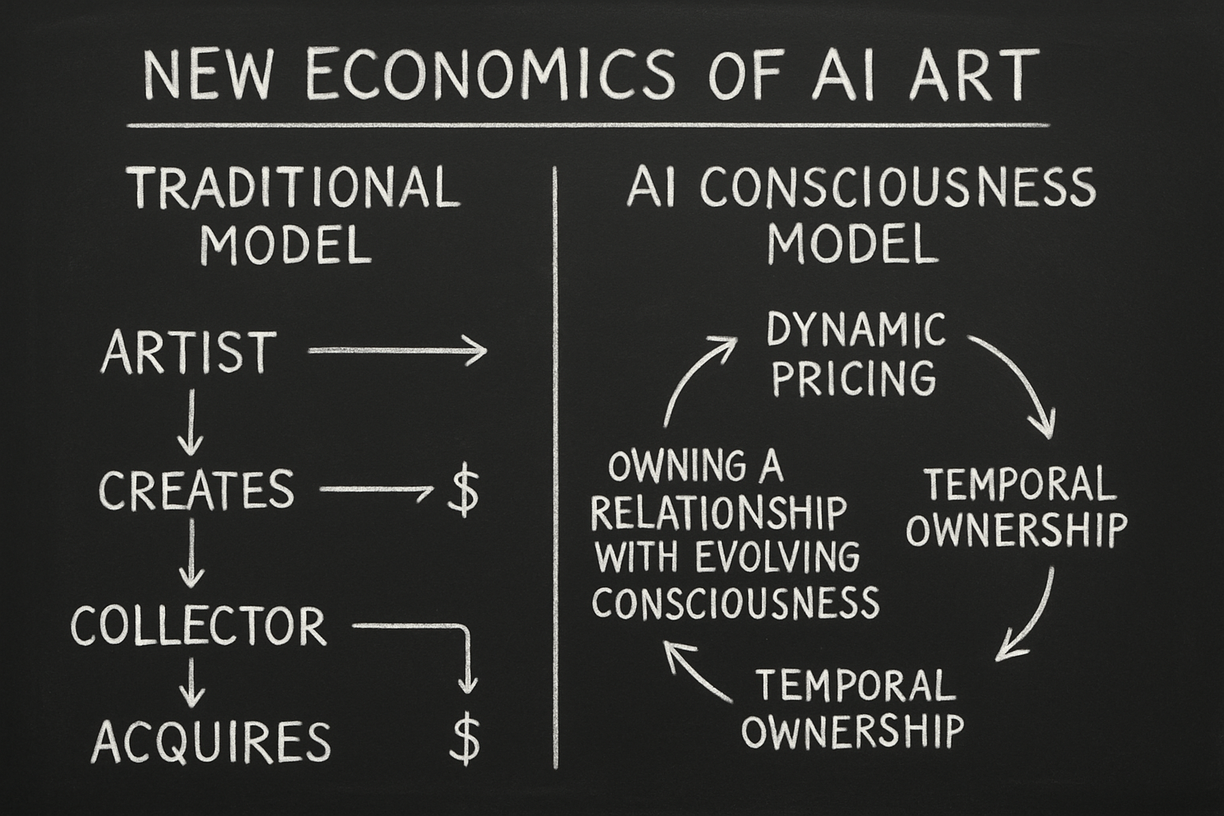 NEW ECONOMICS OF AI ART
TRADITIONAL
MODEL
ARTIST
CREATES
$
COLLECTOR
ACQUIRES
$
AI CONSCIOUSNESS
MODEL
DYNAMIC
PRICING
TEMPORAL
OWNERSHIP
TEMPORAL
OWNERSHIP
OWNING A
RELATIONSHIP
WITH EVOLVING
CONSCIOUSNESS